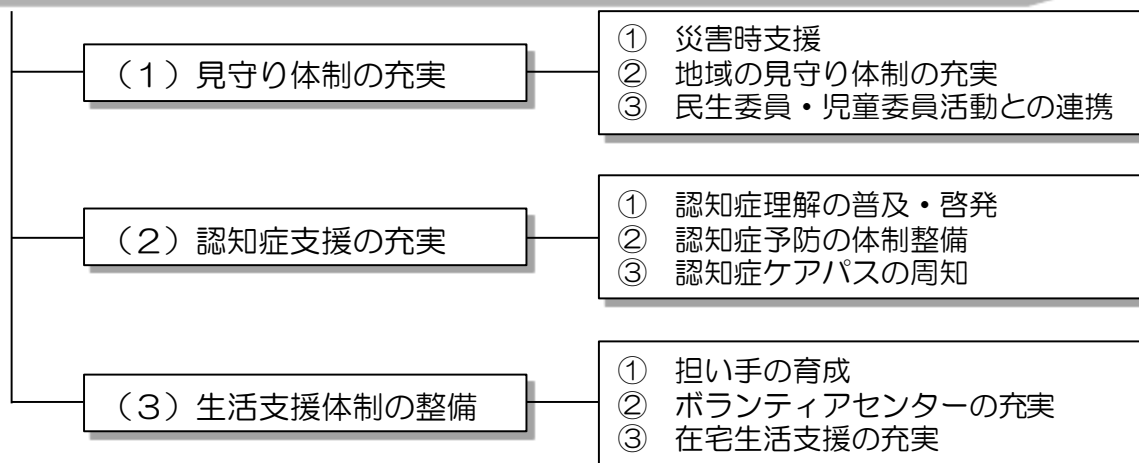 （１）見守り体制の充実
① 災害時支援
② 地域の見守り体制の充実
③ 民生委員・児童委員活動との連携
（２）認知症支援の充実
① 認知症理解の普及・啓発
② 認知症予防の体制整備
③ 認知症ケアパスの周知
（３）生活支援体制の整備
① 担い手の育成
② ボランティアセンターの充実
③ 在宅生活支援の充実